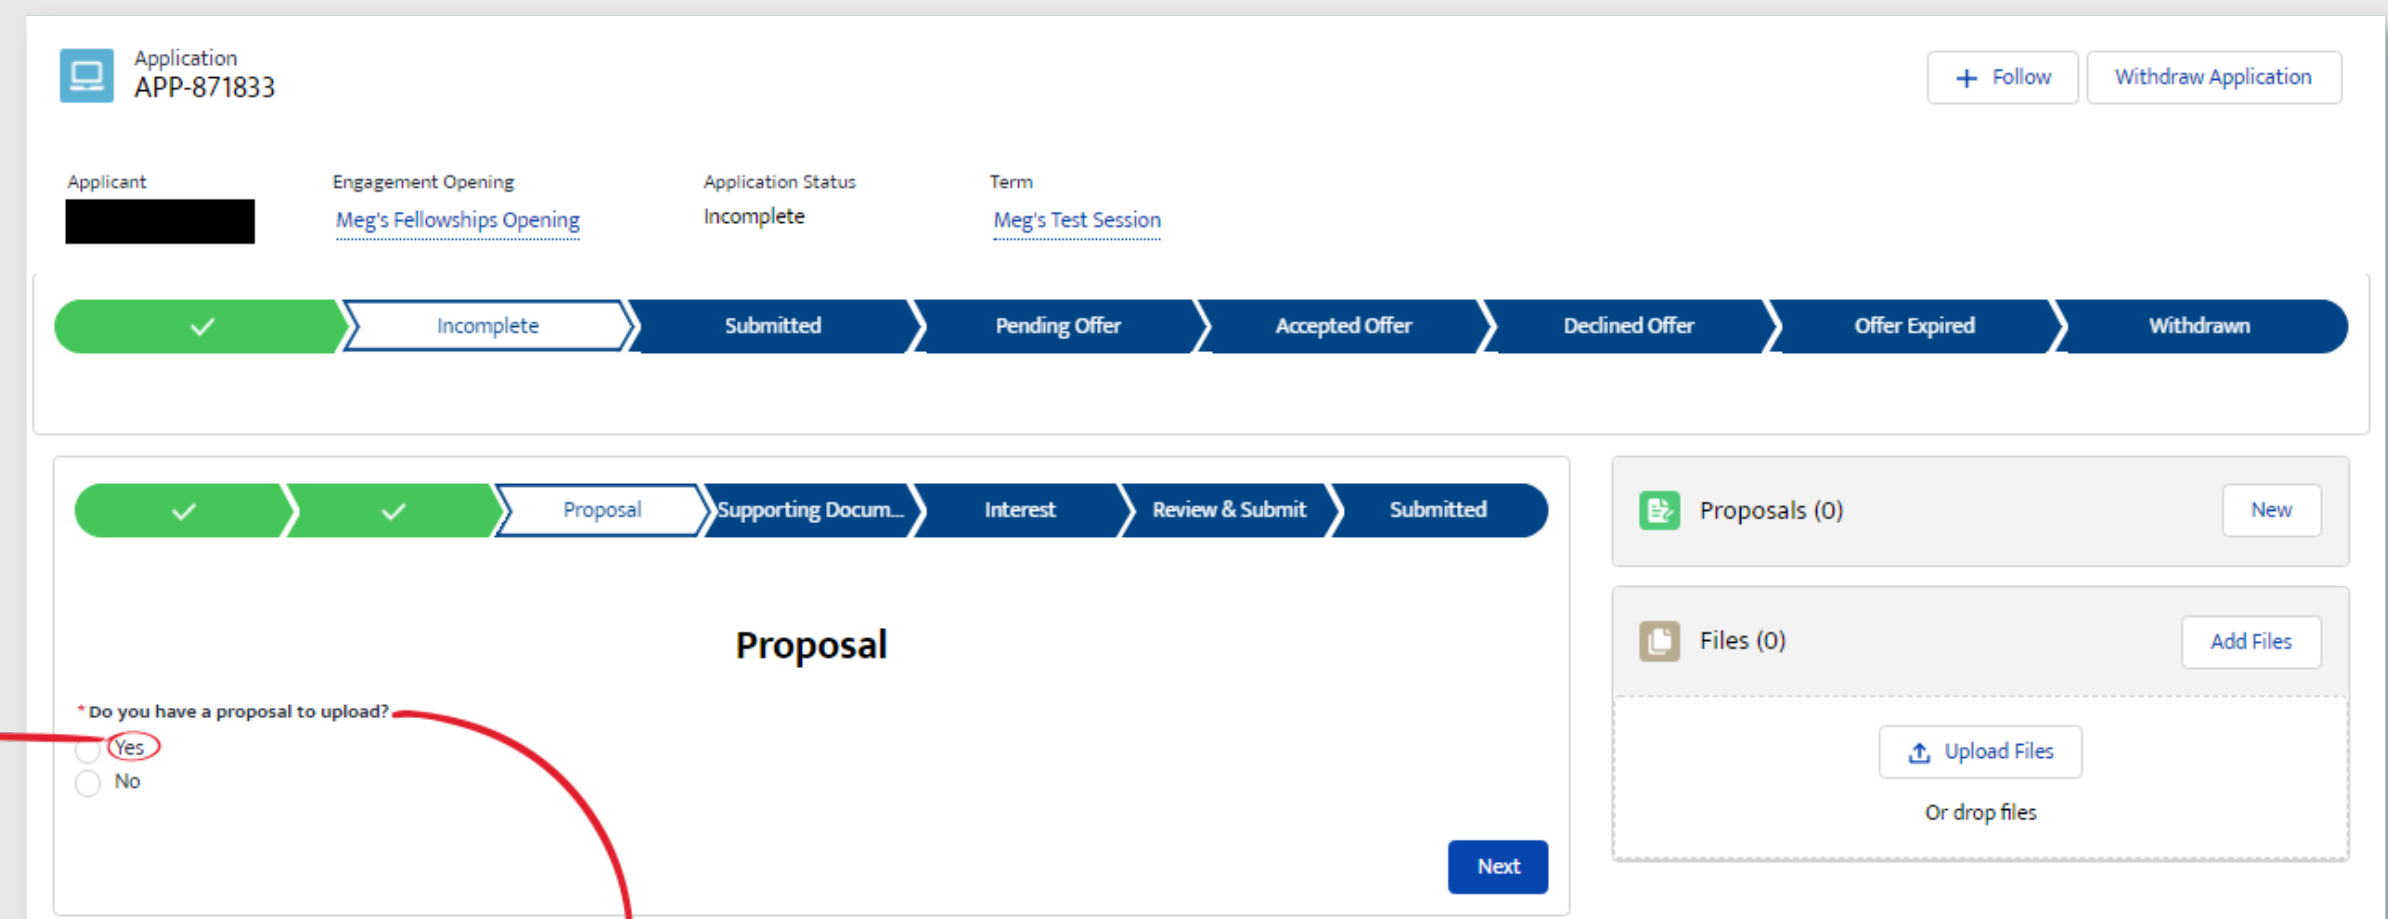 Application
APP-871833
Follow
Withdraw Application
Applicant
Engagement Opening
Application Status
Term
Meg's Fellowships Opening
Incomplete
Meg's Test Session
Incomplete
Submitted
Pending Offer
Accepted Offer
Declined Offer
Offer Expired
Withdrawn
Proposal
Supporting Docum...
Interest
Review & Submit
Submitted
Proposals (0)
New
Proposal
Files (0)
Add Files
* Do you have a proposal to upload?
Yes
No
Upload Files
Or drop files
Next